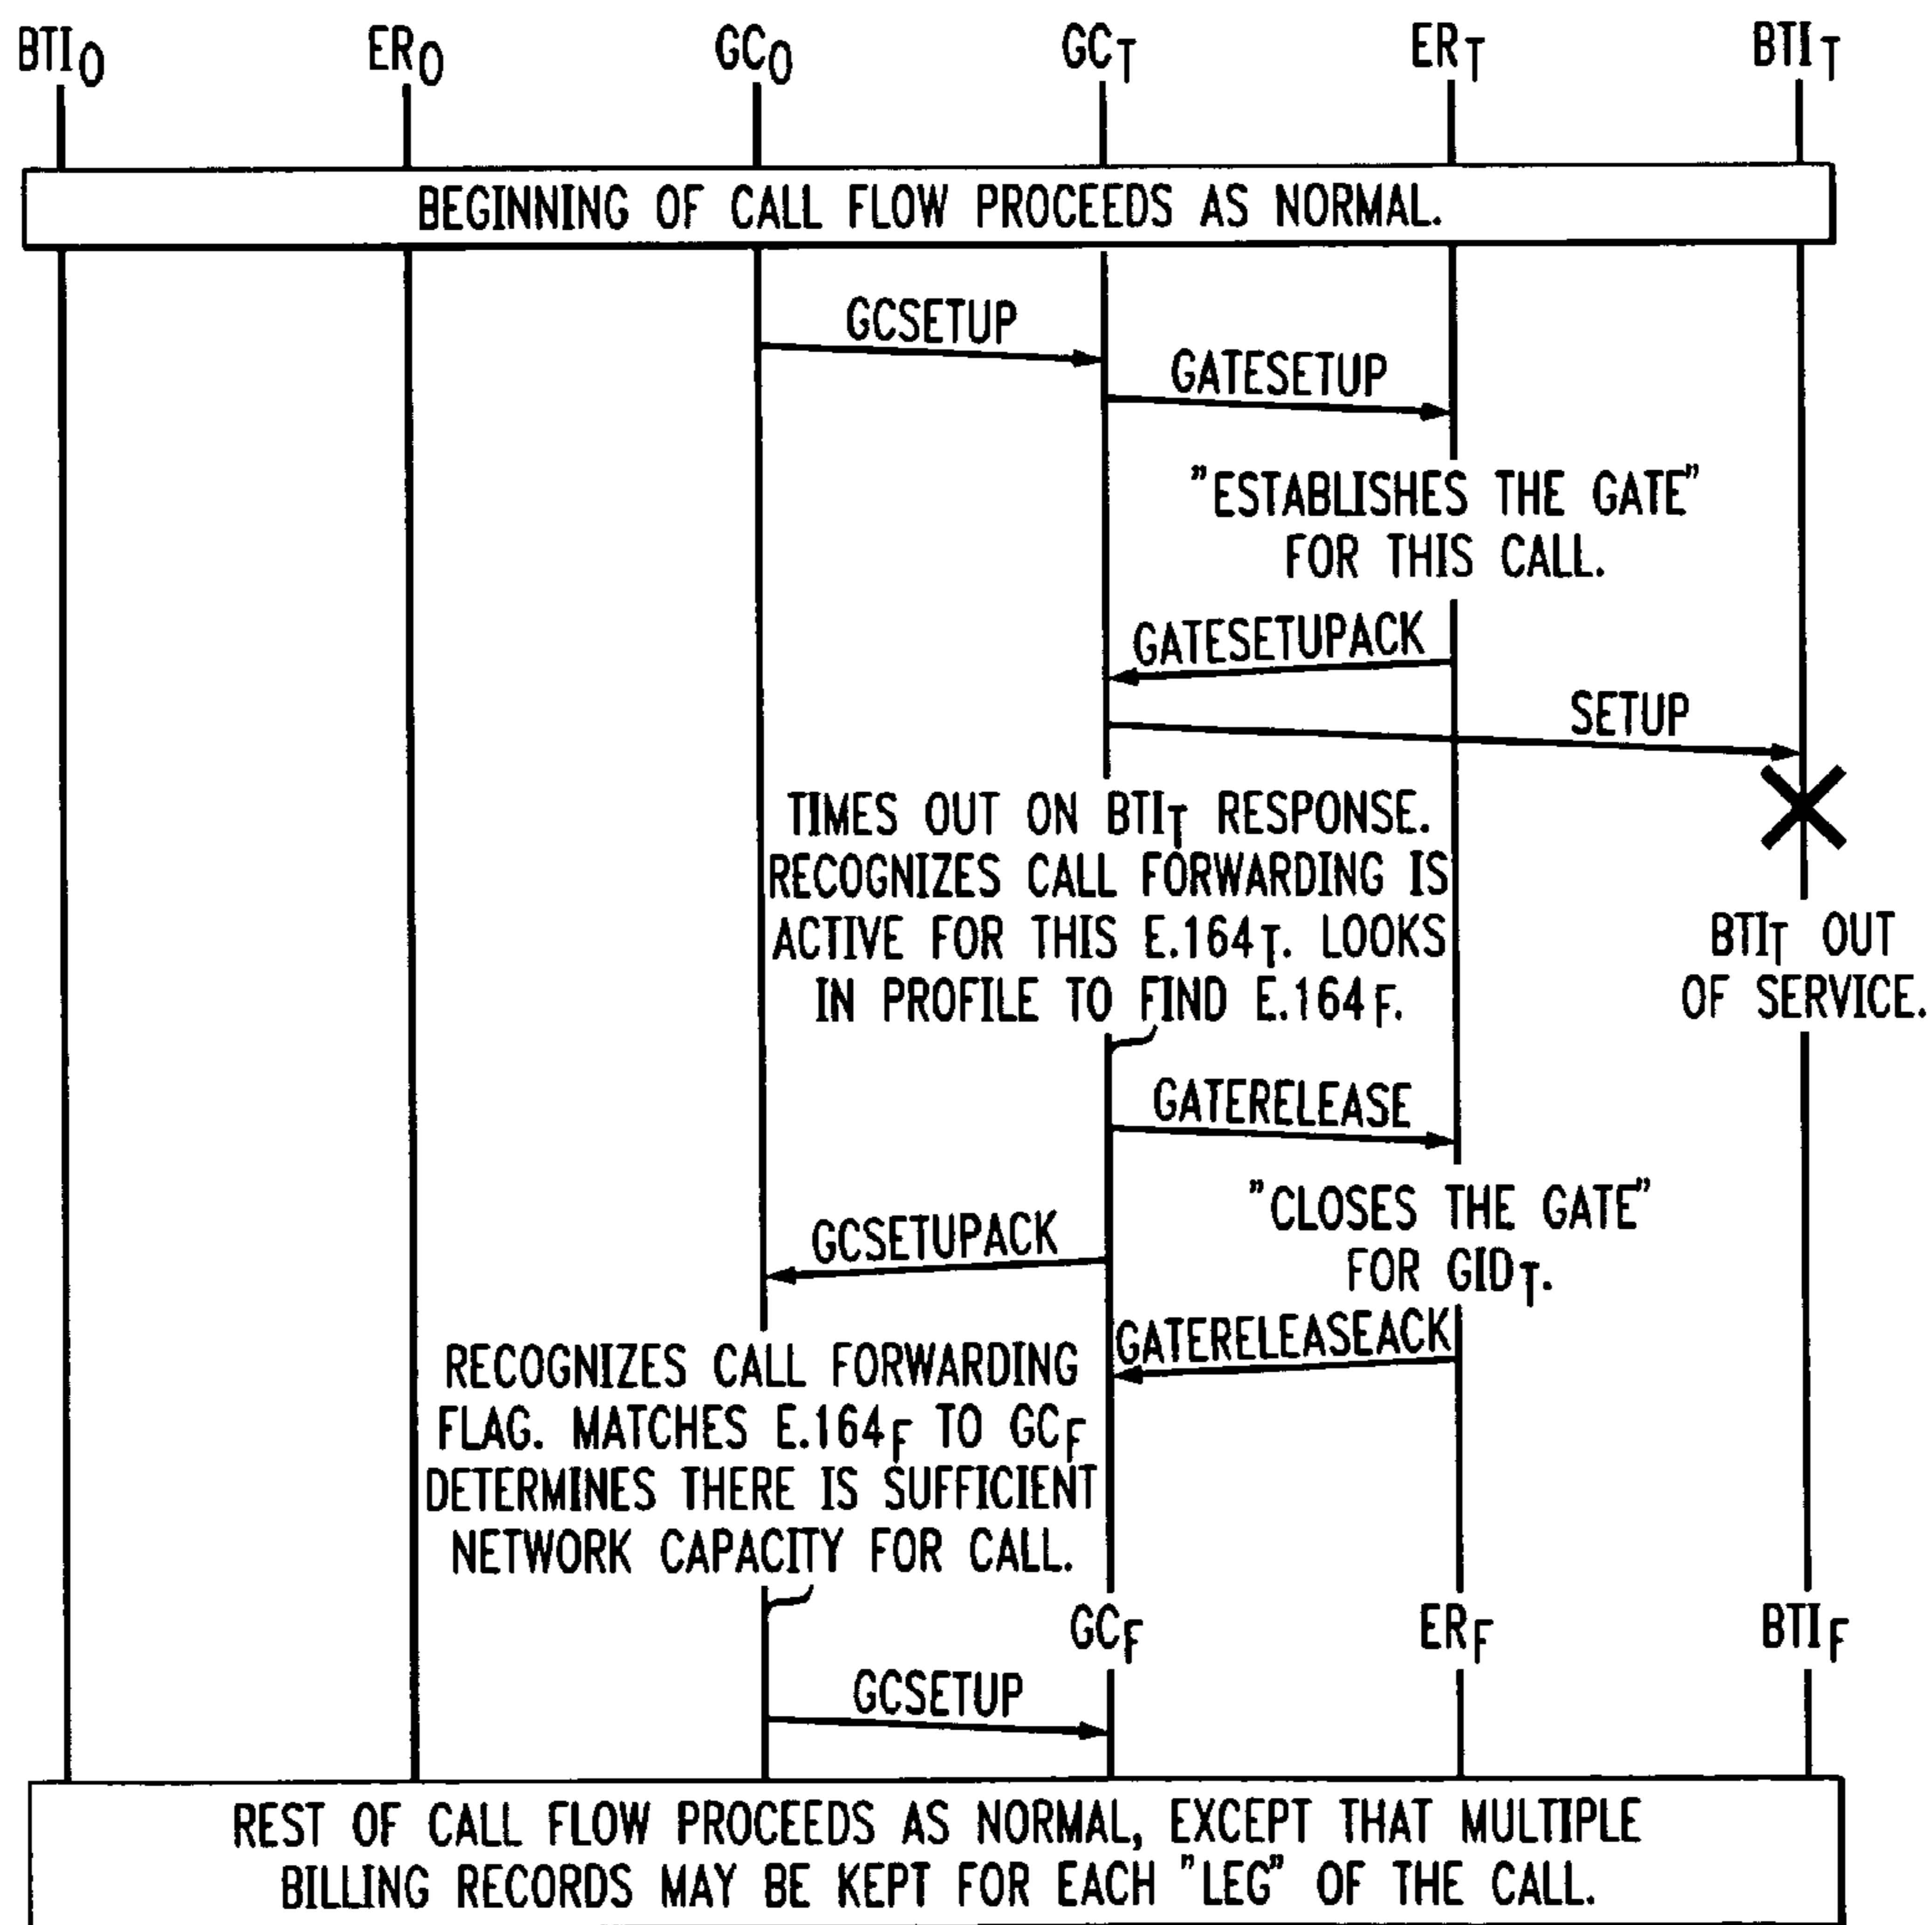 BTIO ERO GCO GCT ERT BTIT
BEGINNING OF CALL FLOW PROCEEDS AS NORMAL.
GCSETUP
GATESETUP
"ESTABLISHES THE GATE"
FOR THIS CALL.
GATESETUPACK
SETUP
TIMES OUT ON BTIT RESPONSE.
RECOGNIZES CALL FORWARDING IS
ACTIVE FOR THIS E.164T. LOOKS
IN PROFILE TO FIND E.164F.
BTIT OUT
OF SERVICE.
GATERELEASE
"CLOSES THE GATE"
FOR GIDT.
GCSETUPACK
GATERELEASEACK
RECOGNIZES CALL FORWARDING
FLAG. MATCHES E.164F TO GCF
DETERMINES THERE IS SUFFICIENT
NETWORK CAPACITY FOR CALL.
GCF ERF BTIF
GCSETUP
REST OF CALL FLOW PROCEEDS AS NORMAL, EXCEPT THAT MULTIPLE
BILLING RECORDS MAY BE KEPT FOR EACH "LEG" OF THE CALL.